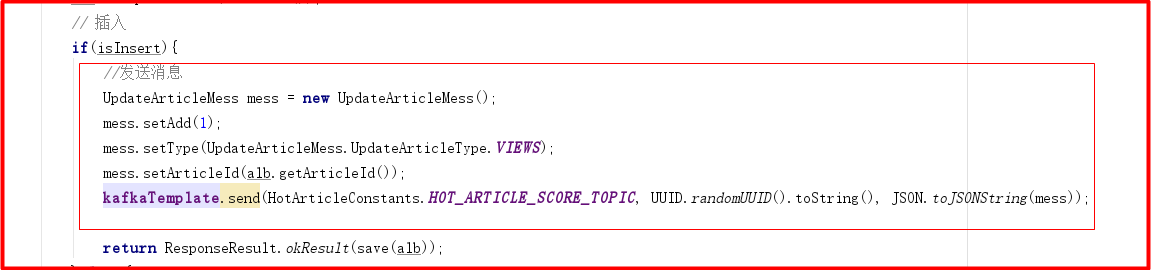 // 插入
if(isInsert){
//发送消息
UpdateArticleMess mess = new UpdateArticleMess();
mess.setAdd(1);
mess.setType(UpdateArticleMess.UpdateArticleType.VIEWS);
mess.setArticleId(alb.getArticleId());
kafkaTemplate.send(HotArticleConstants.HOT_ARTICLE_SCORE_TOPIC, UUID.randomUUID().toString(), JSON.toJSONString(mess));
return ResponseResult.okResult(save(alb));